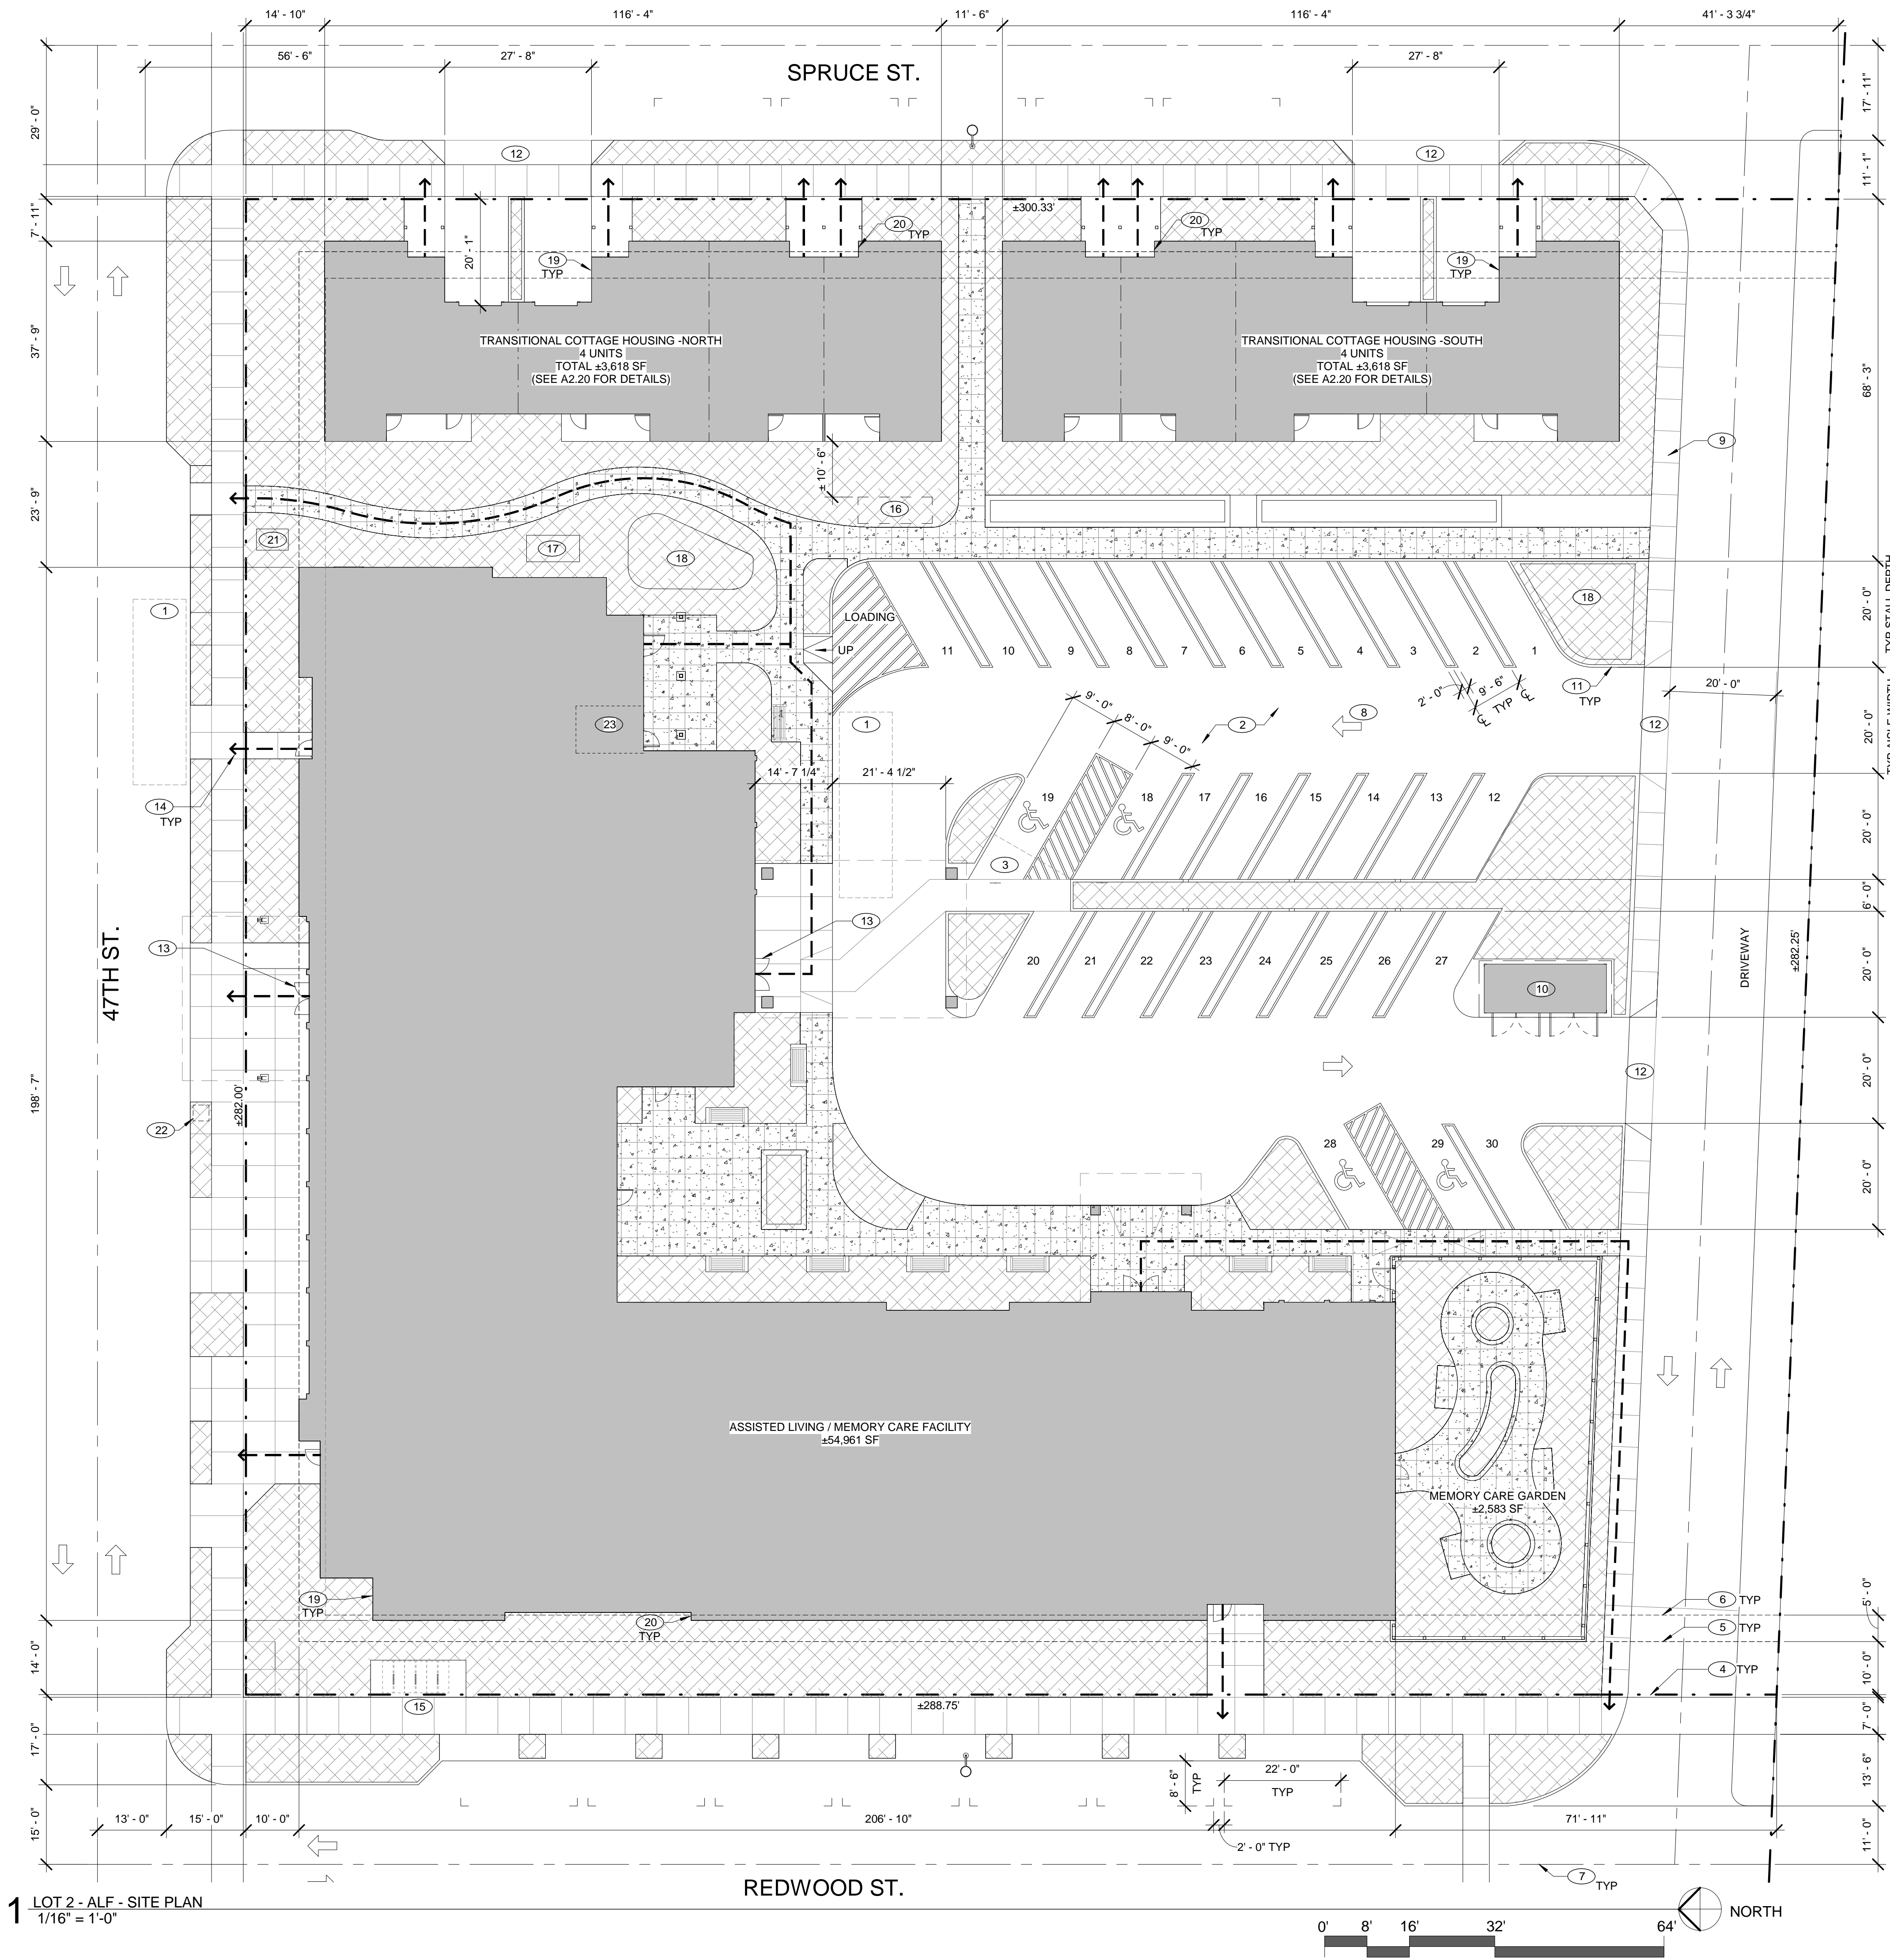 14' - 10"
116' - 4"
11' - 6"
116' - 4"
41' - 3 3/4"
56' - 6"
27' - 8"
SPRUCE ST.
27' - 8"
29' - 0"
17' - 11"
12
12
11' - 1"
7' - 11"
±300.33'
20
TYP
20
TYP
20' - 1"
19
TYP
19
TYP
37' - 9"
TRANSITIONAL COTTAGE HOUSING -NORTH
4 UNITS
TOTAL ±3,618 SF
(SEE A2.20 FOR DETAILS)
TRANSITIONAL COTTAGE HOUSING -SOUTH
4 UNITS
TOTAL ±3,618 SF
(SEE A2.20 FOR DETAILS)
68' - 3"
9
± 10' - 6"
23' - 9"
16
21
17
18
TYP STALL DEPTH
1
LOADING
18
20' - 0"
UP
11
10
9
8
7
6
5
4
3
2
1
11
TYP
20' - 0"
2' - 0"
9' - 6"
TYP
9' - 0"
8' - 0"
9' - 0"
23
1
2
8
12
20' - 0"
TYP AISLE WIDTH
14
TYP
14' - 7 1/4"
21' - 4 1/2"
19
18
17
16
15
14
13
12
20' - 0"
3
6' - 0"
13
13
47TH ST.
20
21
22
23
24
25
26
27
10
DRIVEWAY
±282.25'
20' - 0"
198' - 7"
±282.00'
12
20' - 0"
22
28
29
30
20' - 0"
ASSISTED LIVING / MEMORY CARE FACILITY
±54,961 SF
MEMORY CARE GARDEN
±2,583 SF
19
TYP
20
TYP
6
TYP
5' - 0"
5
TYP
14' - 0"
10' - 0"
4
TYP
15
±288.75'
7' - 0"
17' - 0"
8' - 6"
TYP
22' - 0"
TYP
13' - 6"
15' - 0"
13' - 0"
15' - 0"
10' - 0"
206' - 10"
71' - 11"
11' - 0"
2' - 0" TYP
7
TYP
REDWOOD ST.
1
LOT 2 - ALF - SITE PLAN
1/16" = 1'-0"
NORTH
0'
8'
16'
32'
64'